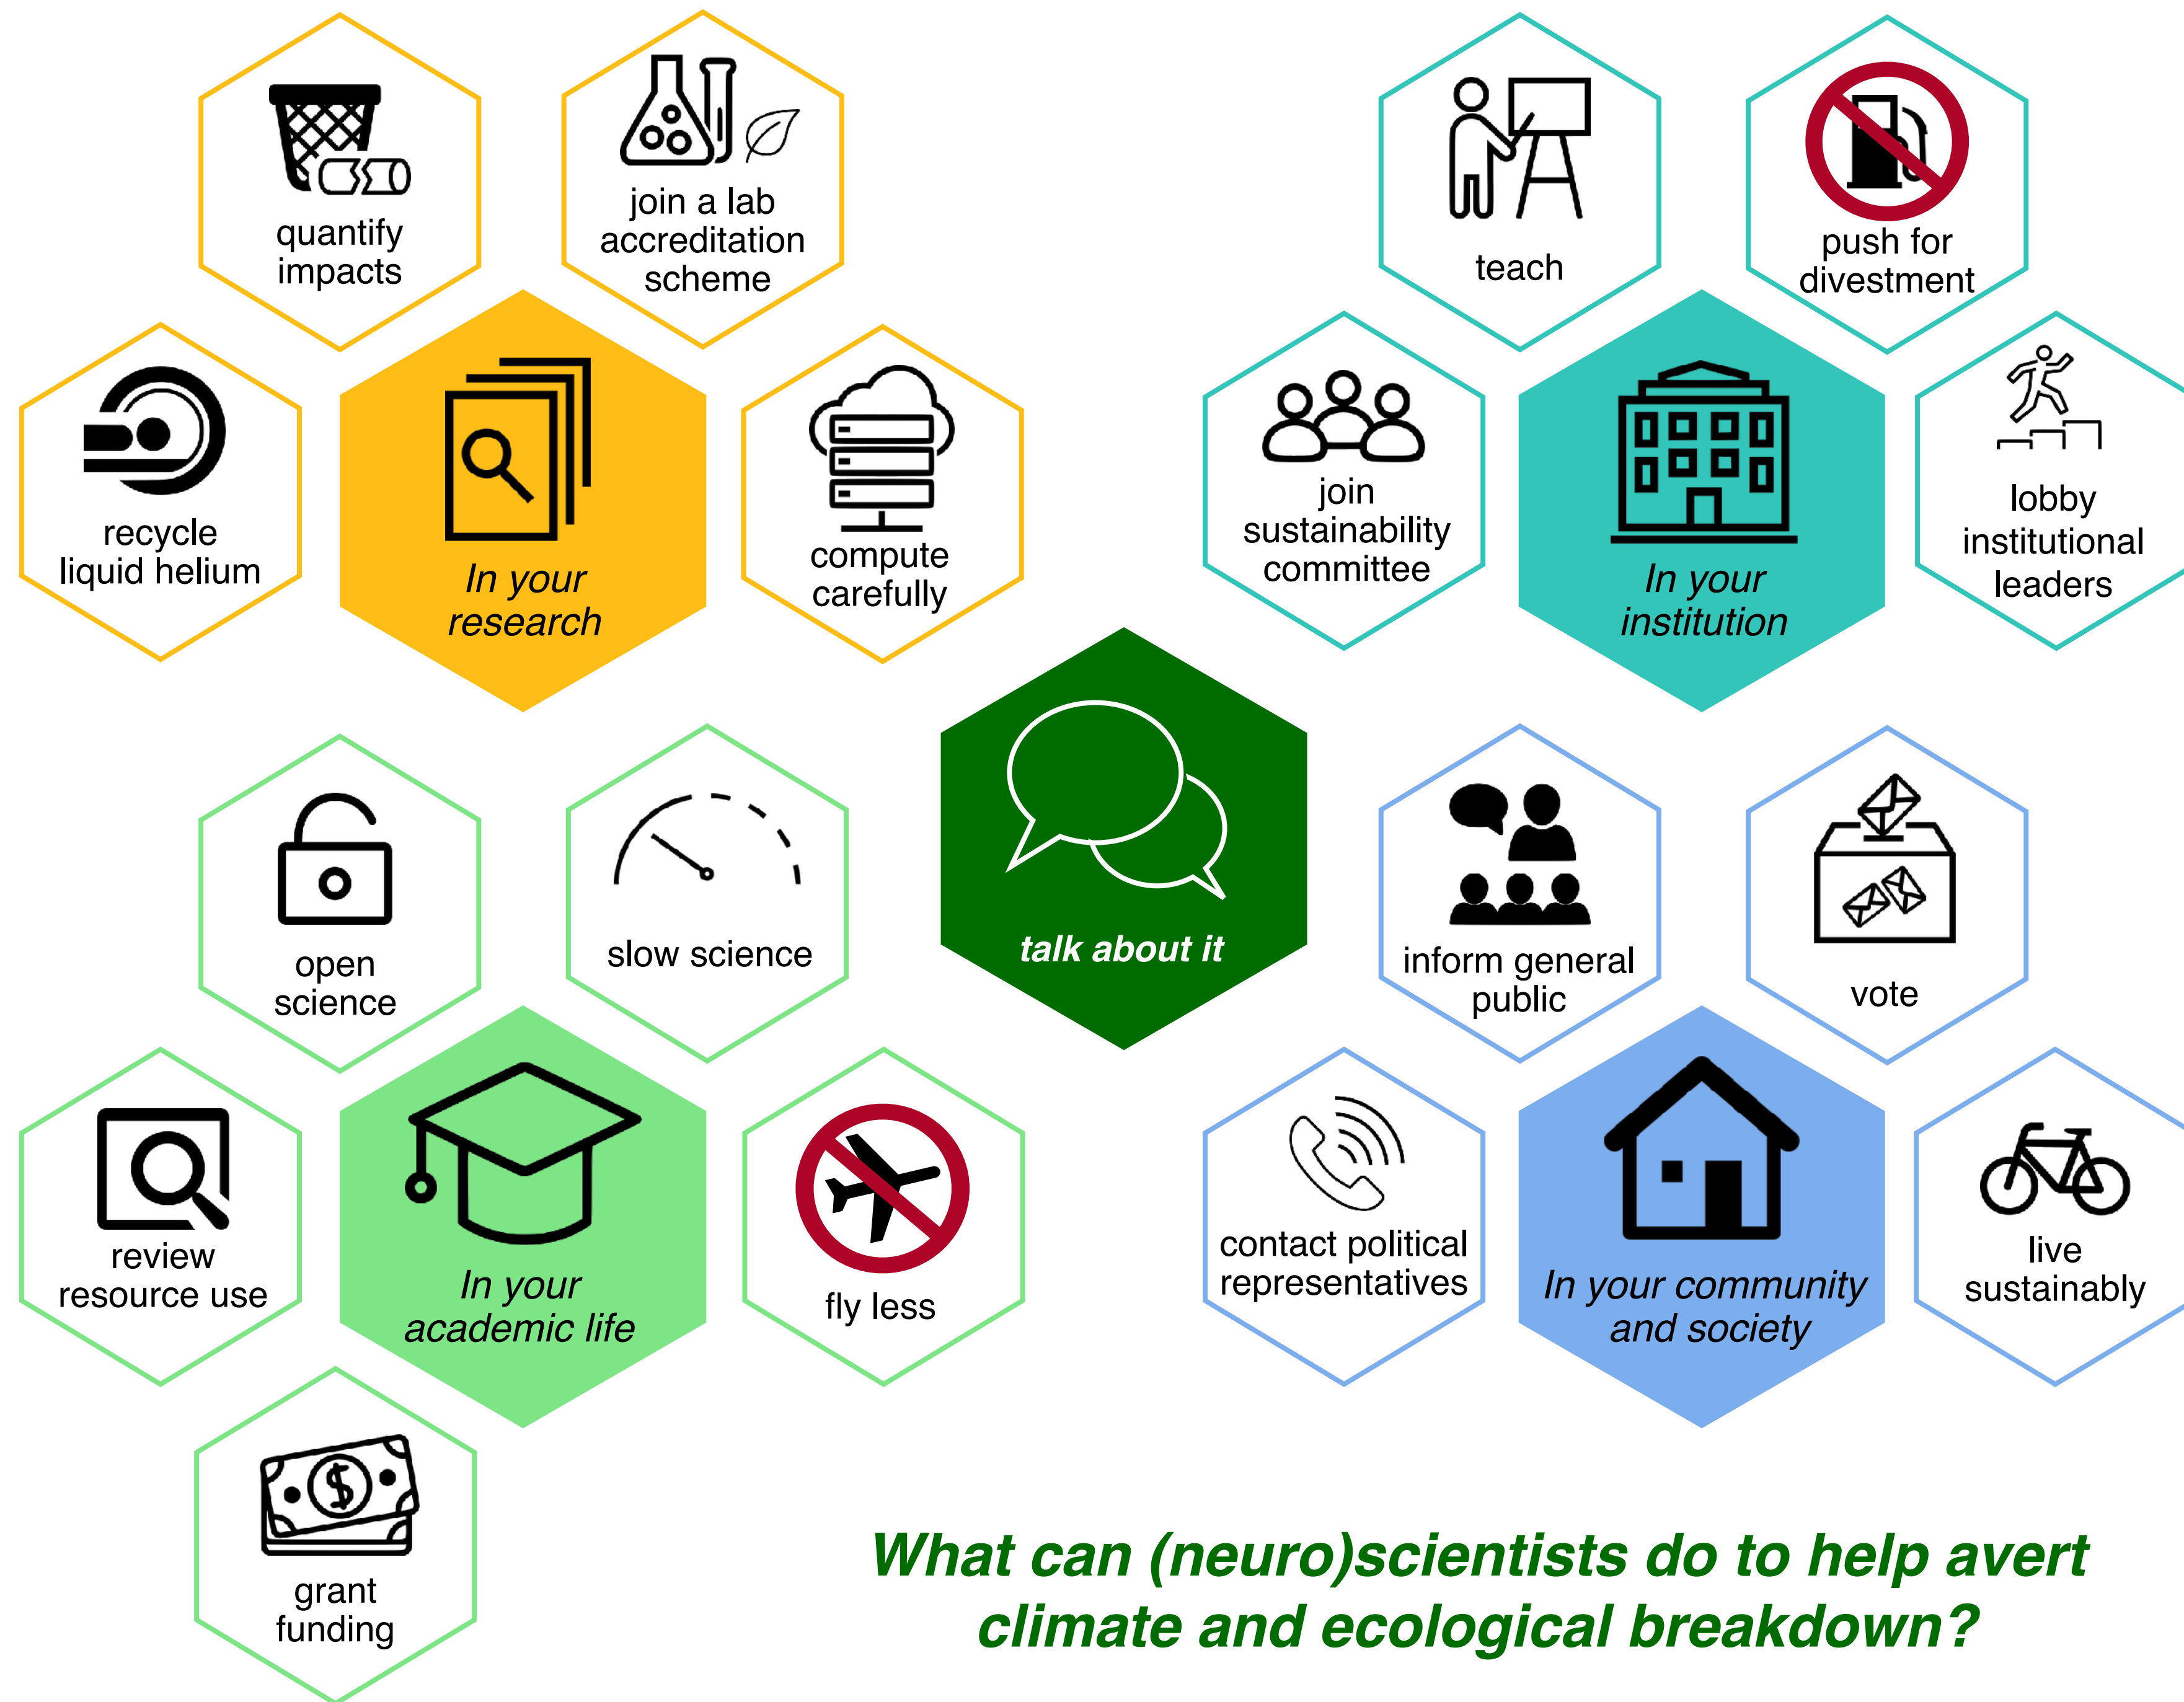 quantify
impacts
join a lab
accreditation
scheme
recycle
liquid helium
In your
research
compute
carefully
teach
push for
divestment
join
sustainability
committee
In your
institution
lobby
institutional
leaders
talk about it
open
science
slow science
review
resource use
In your
academic life
fly less
grant
funding
inform general
public
vote
contact political
representatives
In your community
and society
live
sustainably
What can (neuro)scientists do to help avert
climate and ecological breakdown?